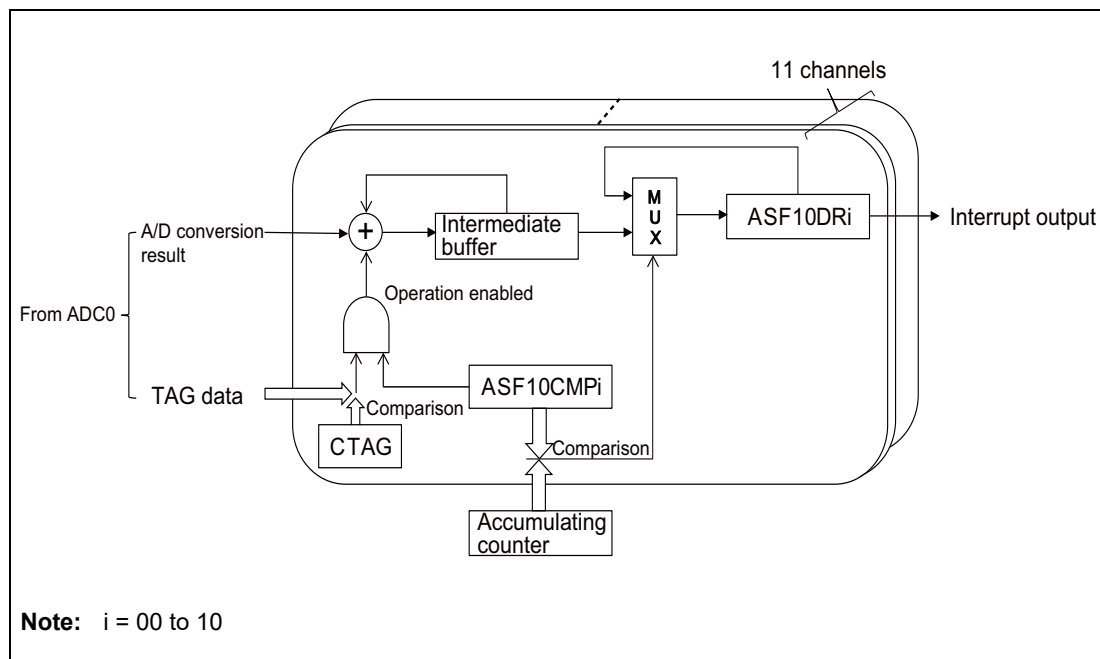 11 channels
M
U
X
ASF10DRi
Interrupt output
Intermediate
buffer
+
A/D conversion
result
Operation enabled
From ADC0
TAG data
Comparison
ASF10CMPi
CTAG
Comparison
Accumulating
counter
Note: i = 00 to 10